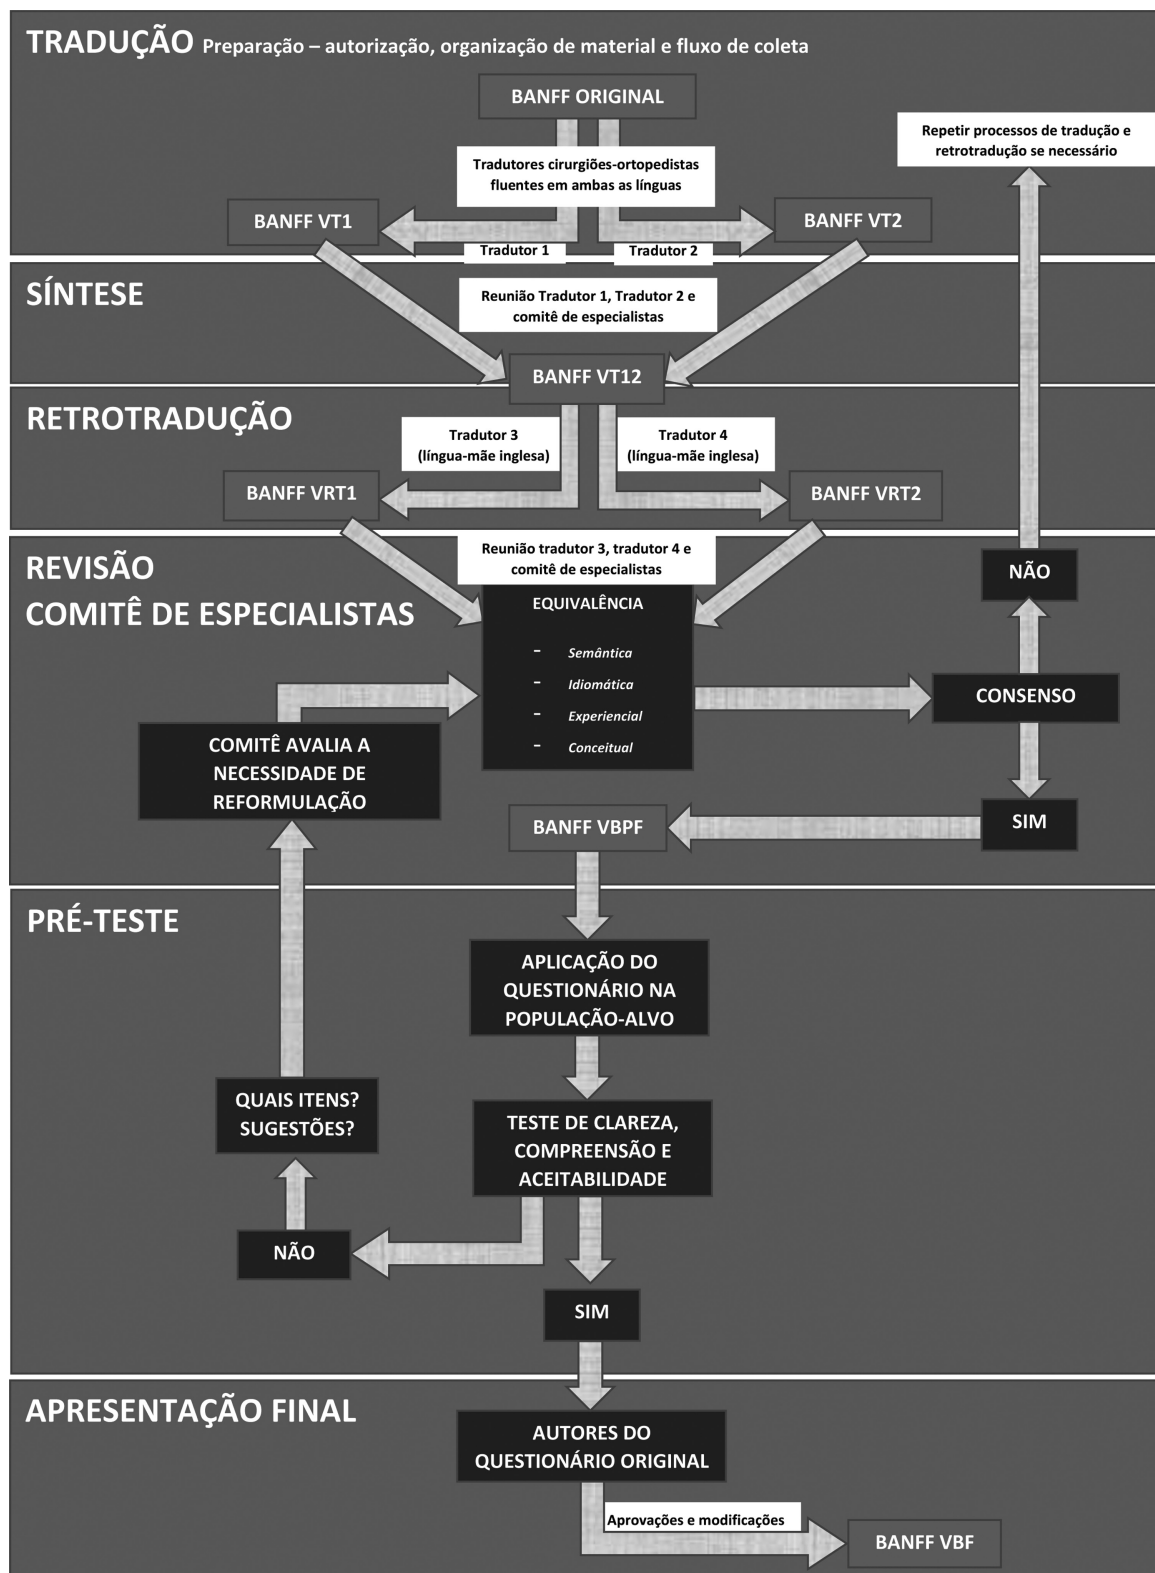 TRADUÇÃO Preparação – autorização, organização de material e fluxo de coleta
BANFF ORIGINAL
Repetir processos de tradução e
retrotradução se necessário
Tradutores cirurgiões-ortopedistas
fluentes em ambas as línguas
BANFF VT1
BANFF VT2
Tradutor 1
Tradutor 2
SÍNTESE
Reunião Tradutor 1, Tradutor 2 e
comitê de especialistas
BANFF VT12
RETROTRADUÇÃO
Tradutor 3
(língua-mãe inglesa)
Tradutor 4
(língua-mãe inglesa)
BANFF VRT1
BANFF VRT2
REVISÃO
COMITÊ DE ESPECIALISTAS
Reunião tradutor 3, tradutor 4 e
comitê de especialistas
EQUIVALÊNCIA
- Semântica
- Idiomática
- Experiencial
- Conceitual
NÃO
CONSENSO
SIM
COMITÊ AVALIA A
NECESSIDADE DE
REFORMULAÇÃO
BANFF VBPF
PRÉ-TESTE
APLICAÇÃO DO
QUESTIONÁRIO NA
POPULAÇÃO-ALVO
TESTE DE CLAREZA,
COMPREENSÃO E
ACEITABILIDADE
QUAIS ITENS?
SUGESTÕES?
NÃO
SIM
APRESENTAÇÃO FINAL
AUTORES DO
QUESTIONÁRIO ORIGINAL
Aprovações e modificações
BANFF VBF